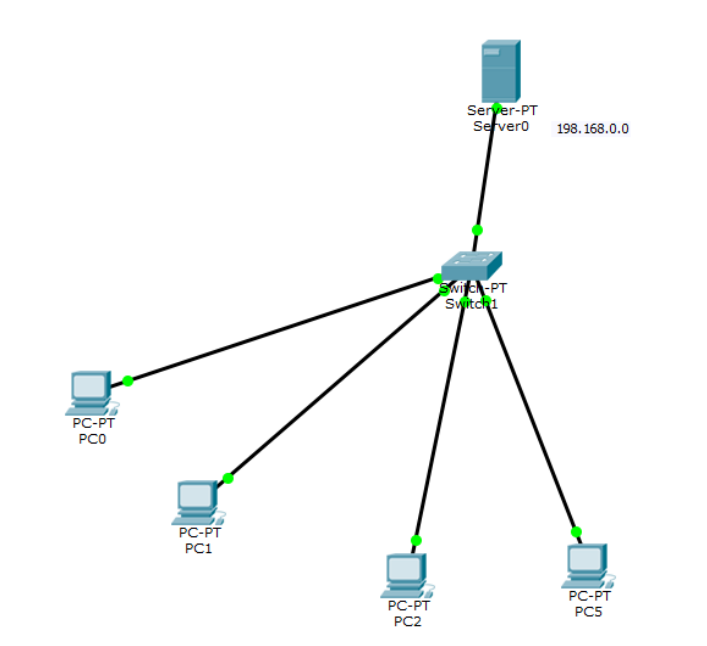 Server-PT
Server0
198.168.0.0
Switch-PT
Switch1
PC-PT
PC0
PC-PT
PC1
PC-PT
PC2
PC-PT
PC5